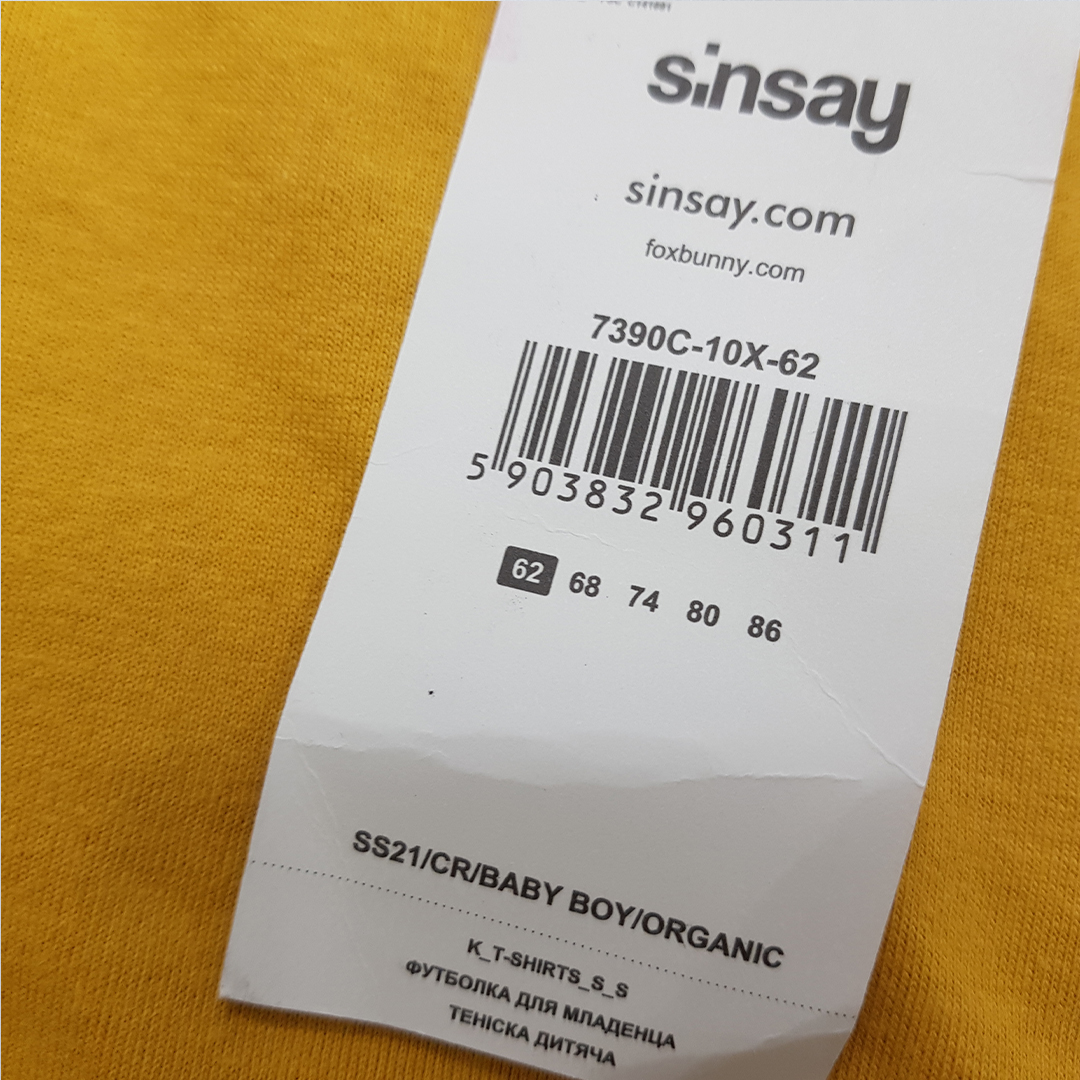 sinsay
sinsay.com
foxbunny.com
7390C-10X-62
5 903832 960311
62 68 74 80 86
SS21/CR/BABY BOY/ORGANIC
K_T-SHIRTS_S_S
ФУТБОЛКА ДЛЯ МЛАДЕНЦА
ТЕНІСКА ДИТЯЧА